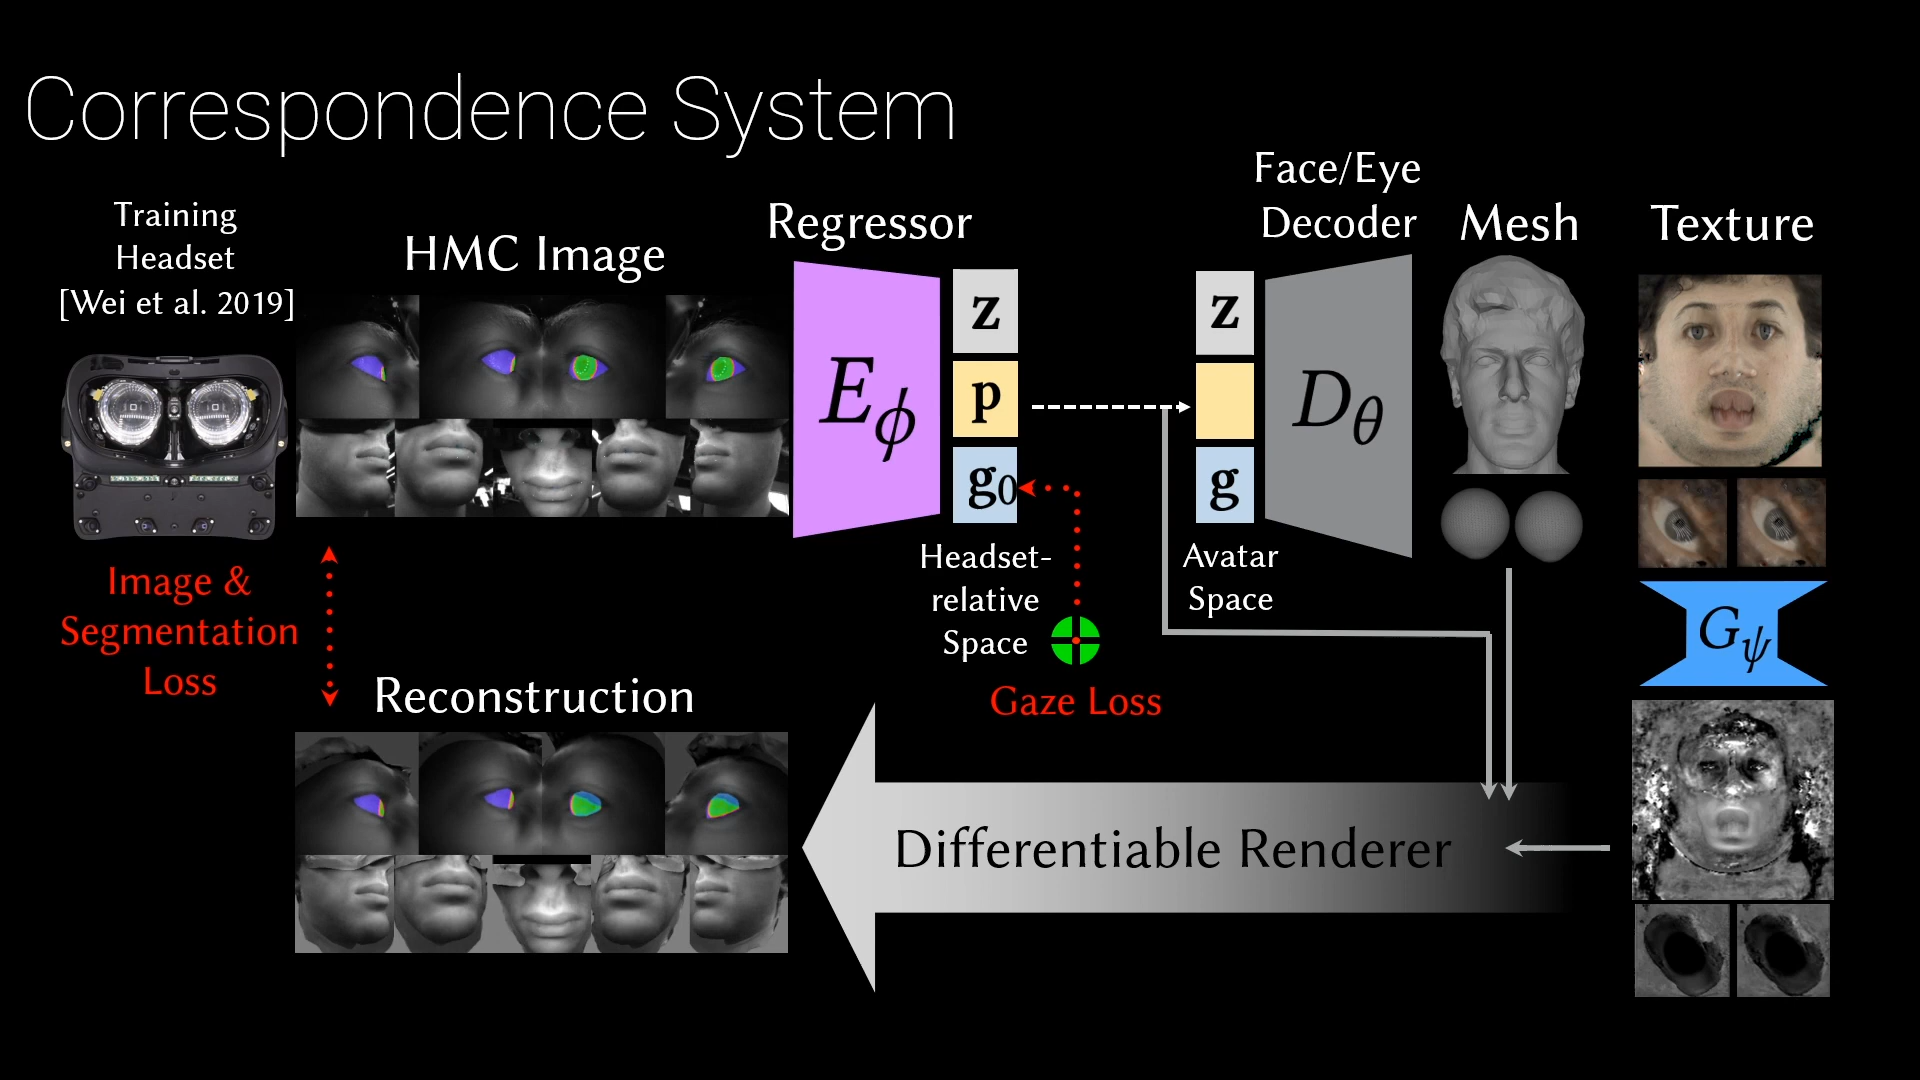 Correspondence System
Training
Headset
[Wei et al. 2019]
HMC Image
Regressor
Face/Eye
Decoder
Mesh
Texture
E𝜙
z
p
g0
z
g
D𝜃
Headset-
relative
Space
Avatar
Space
Image &
Segmentation
Loss
Gaze Loss
G𝜓
Reconstruction
Differentiable Renderer